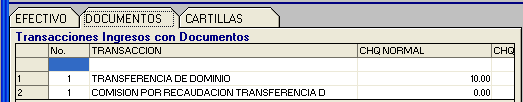 EFECTIVO DOCUMENTOS CARTILLAS
Transacciones Ingresos con Documentos
No. TRANSACCION CHQ NORMAL CHQ
1 1 TRANSFERENCIA DE DOMINIO 10.00
2 1 COMISION POR RECAUDACION TRANSFERENCIA D 0.00